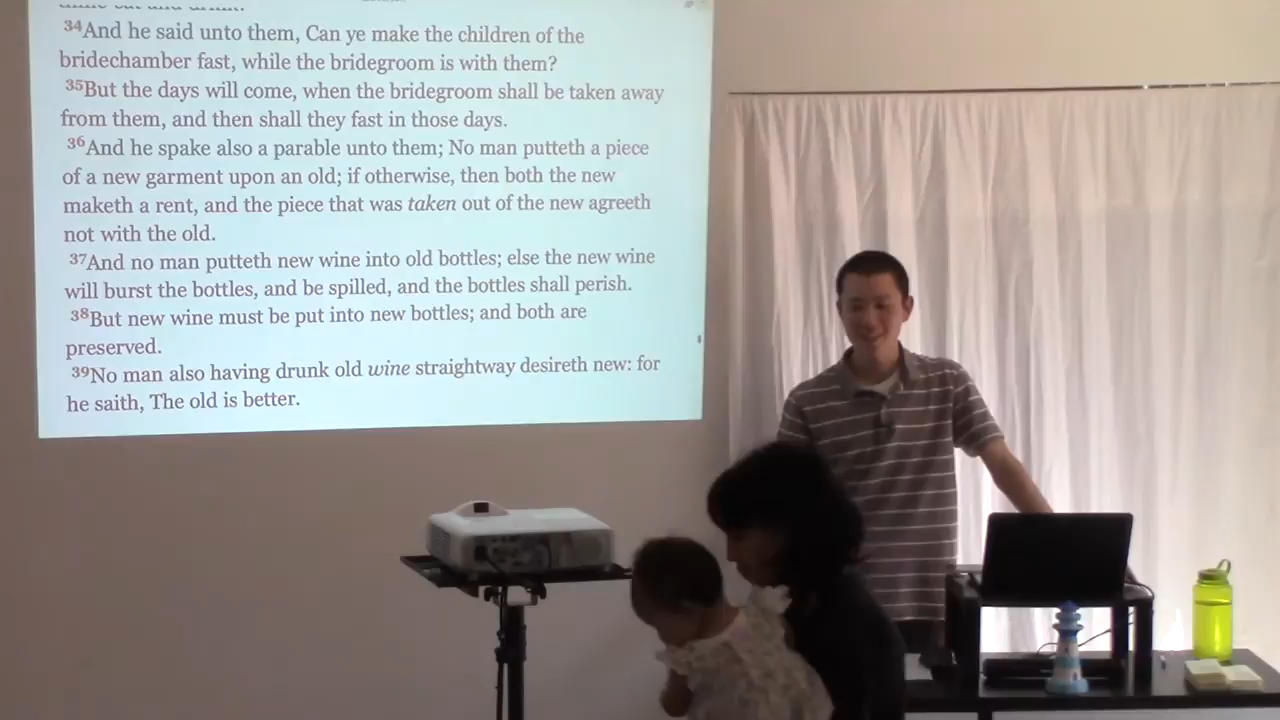 34And he said unto them, Can ye make the children of the
bridechamber fast, while the bridegroom is with them?
35But the days will come, when the bridegroom shall be taken away
from them, and then shall they fast in those days.
36And he spake also a parable unto them; No man putteth a piece
of a new garment upon an old; if otherwise, then both the new
maketh a rent, and the piece that was taken out of the new agreeth
not with the old.
37And no man putteth new wine into old bottles; else the new wine
will burst the bottles, and be spilled, and the bottles shall perish.
38But new wine must be put into new bottles; and both are
preserved.
39No man also having drunk old wine straightway desireth new: for
he saith, The old is better.